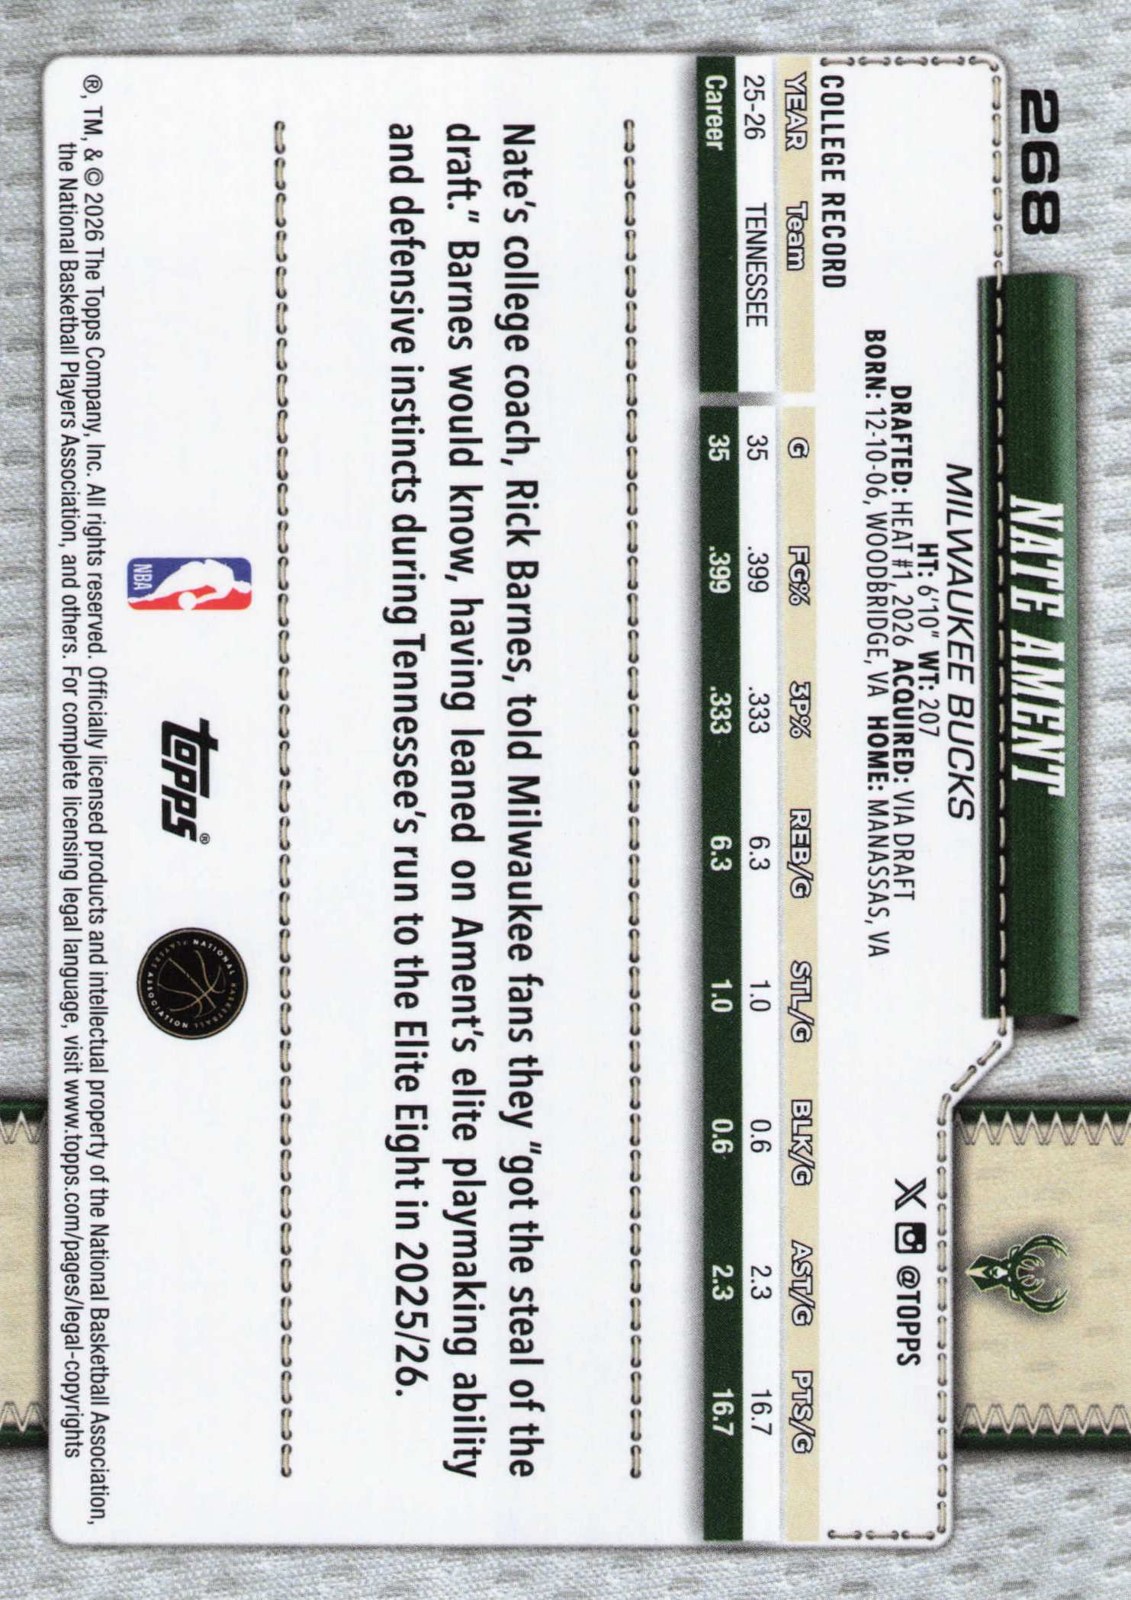 268
NATE AMENT
MILWAUKEE BUCKS
HT: 6'10" WT: 207
DRAFTED: HEAT #1, 2026 ACQUIRED: VIA DRAFT
BORN: 12-10-06, WOODBRIDGE, VA HOME: MANASSAS, VA
@TOPPS
COLLEGE RECORD
YEAR Team G FG% 3P% REB/G STL/G BLK/G AST/G PTS/G
25-26 TENNESSEE 35 .399 .333 6.3 1.0 0.6 2.3 16.7
Career 35 .399 .333 6.3 1.0 0.6 2.3 16.7
Nate's college coach, Rick Barnes, told Milwaukee fans they "got the steal of the
draft." Barnes would know, having leaned on Ament's elite playmaking ability
and defensive instincts during Tennessee's run to the Elite Eight in 2025/26.
NBA
topps®
NATIONAL BASKETBALL PLAYERS ASSOCIATION
®, TM, & © 2026 The Topps Company, Inc. All rights reserved. Officially licensed products and intellectual property of the National Basketball Association,
the National Basketball Players Association, and others. For complete licensing legal language, visit www.topps.com/pages/legal-copyrights